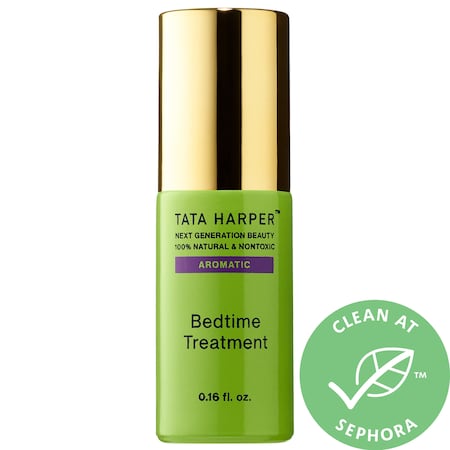 TATA HARPER™
NEXT GENERATION BEAUTY
100% NATURAL & NONTOXIC
AROMATIC
Bedtime
Treatment
0.16 fl. oz.
CLEAN AT
™
SEPHORA